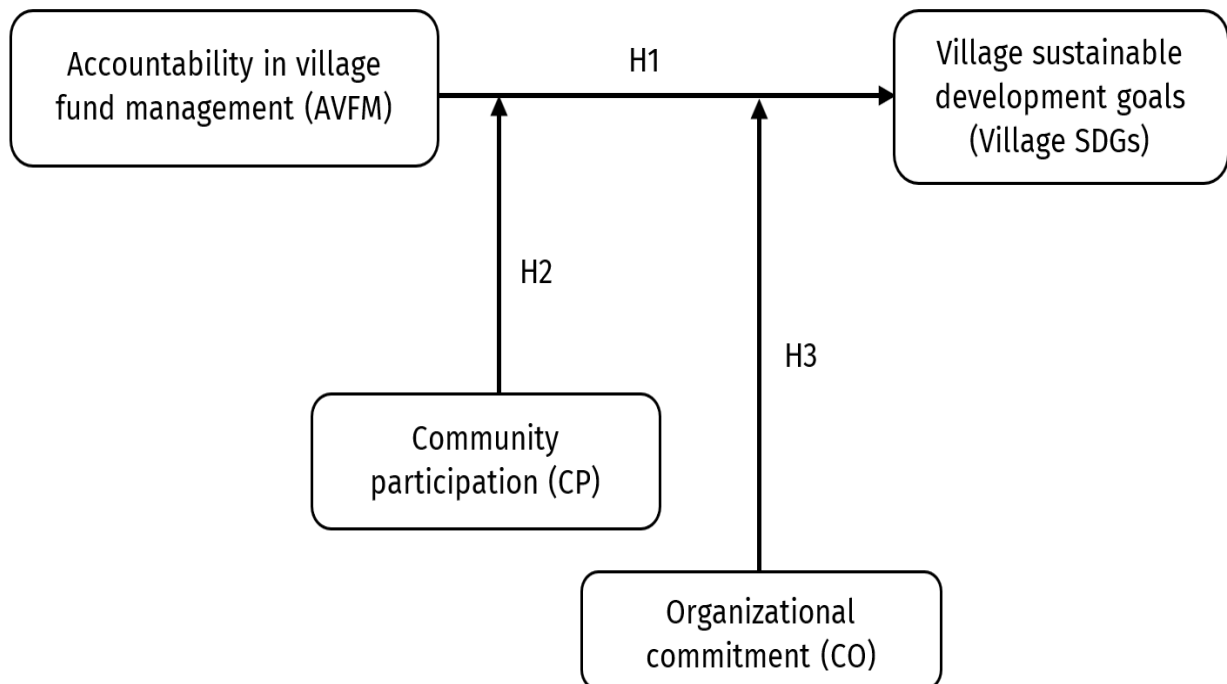 Accountability in village
fund management (AVFM)
H1
Village sustainable
development goals
(Village SDGs)
H2
H3
Community
participation (CP)
Organizational
commitment (CO)